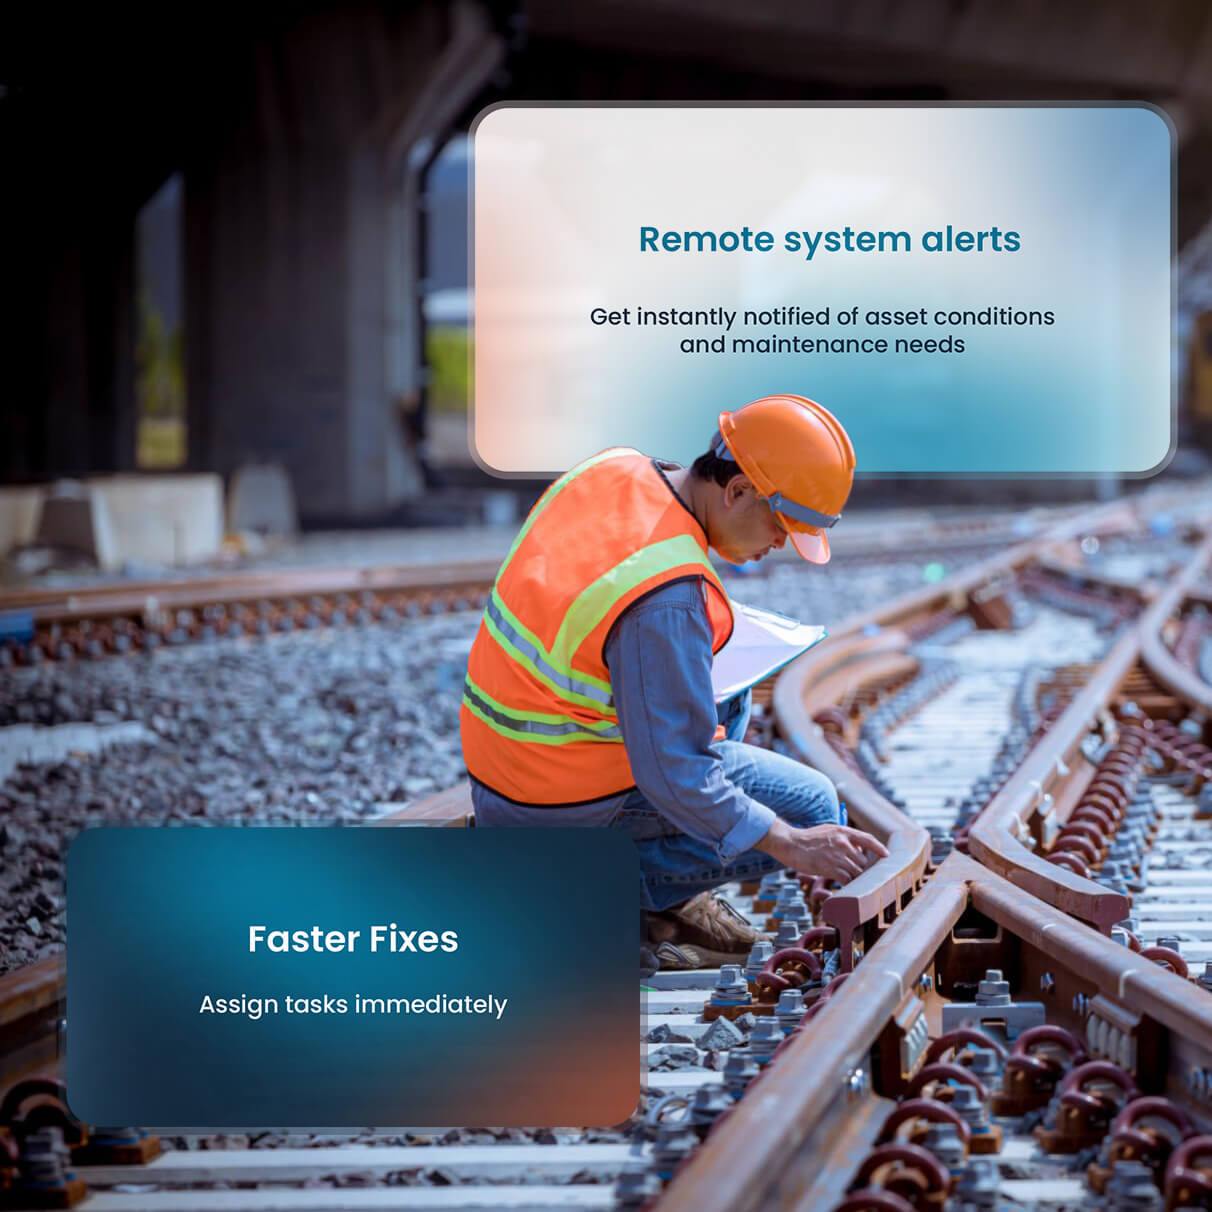 Remote system alerts
Get instantly notified of asset conditions
and maintenance needs
Faster Fixes
Assign tasks immediately